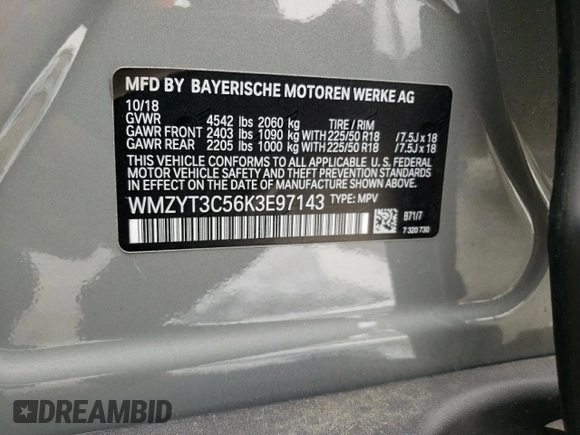 MFD BY BAYERISCHE MOTOREN WERKE AG
10/18
GVWR 4542 lbs 2060 kg TIRE / RIM
GAWR FRONT 2403 lbs 1090 kg WITH 225/50 R18 /7.5J x 18
GAWR REAR 2205 lbs 1000 kg WITH 225/50 R18 /7.5J x 18
THIS VEHICLE CONFORMS TO ALL APPLICABLE U. S. FEDERAL
MOTOR VEHICLE SAFETY, BUMPER, AND THEFT PREVENTION
STANDARDS IN EFFECT ON THE DATE OF MANUFACTURE SHOWN ABOVE.
WMZYT3C56K3E97143 TYPE: MPV
B71/7
7 320 730
DREAMBID